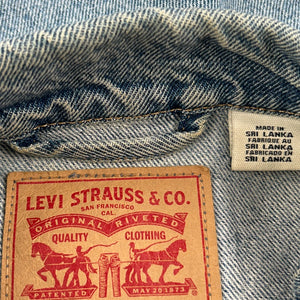 MADE IN
SRI LANKA
FABRIQUE AU
SRI LANKA
FABRICADO EN
SRI LANKA
LEVI STRAUSS & CO.
SAN FRANCISCO
CAL.
ORIGINAL RIVETED
QUALITY CLOTHING
PATENTED MAY 20 1873